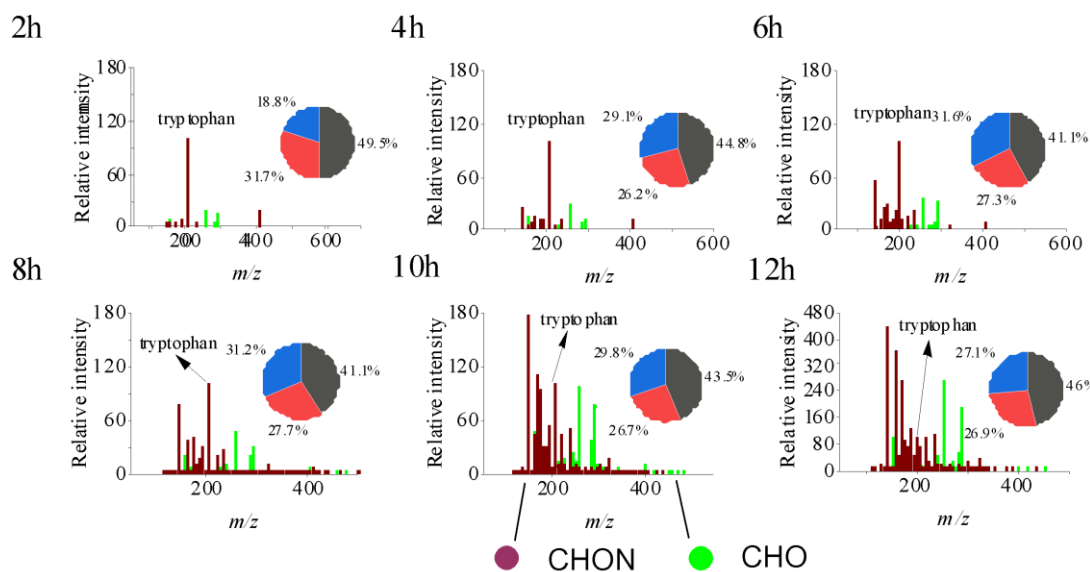 2h
4h
6h
180
120
60
0
Relative intensity
tryptophan
18.8%
49.5%
31.7%
200
400
600
m/z
180
120
60
0
Relative intensity
tryptophan
29.1%
44.8%
26.2%
0
200
400
600
m/z
180
120
60
0
Relative intensity
tryptophan
31.6%
41.1%
27.3%
200
400
600
m/z
8h
10h
12h
180
120
60
0
Relative intensity
tryptophan
31.2%
41.1%
27.7%
200
400
m/z
180
120
60
0
Relative intensity
tryptophan
29.8%
43.5%
26.7%
200
400
m/z
480
400
320
240
160
80
0
Relative intensity
tryptophan
27.1%
46%
26.9%
200
400
m/z
CHON
CHO